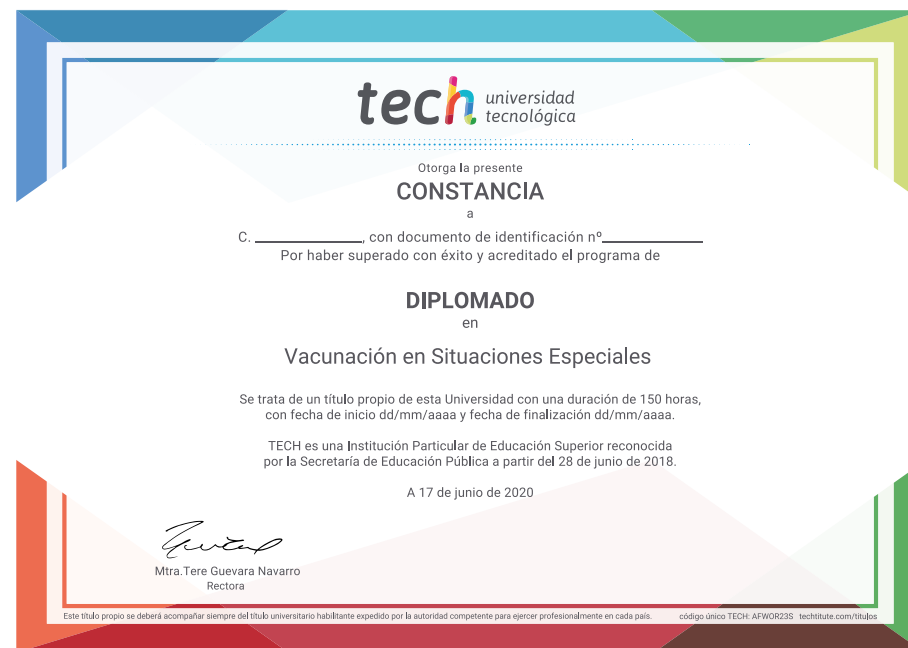 tech universidad
tecnológica
Otorga la presente
CONSTANCIA
a
C. ____________, con documento de identificación nº____________
Por haber superado con éxito y acreditado el programa de
DIPLOMADO
en
Vacunación en Situaciones Especiales
Se trata de un título propio de esta Universidad con una duración de 150 horas,
con fecha de inicio dd/mm/aaaa y fecha de finalización dd/mm/aaaa.
TECH es una Institución Particular de Educación Superior reconocida
por la Secretaría de Educación Pública a partir del 28 de junio de 2018.
A 17 de junio de 2020
Mtra.Tere Guevara Navarro
Rectora
Este título propio se deberá acompañar siempre del título universitario habilitante expedido por la autoridad competente para ejercer profesionalmente en cada país. código único TECH: AFWOR23S techtitute.com/titulos